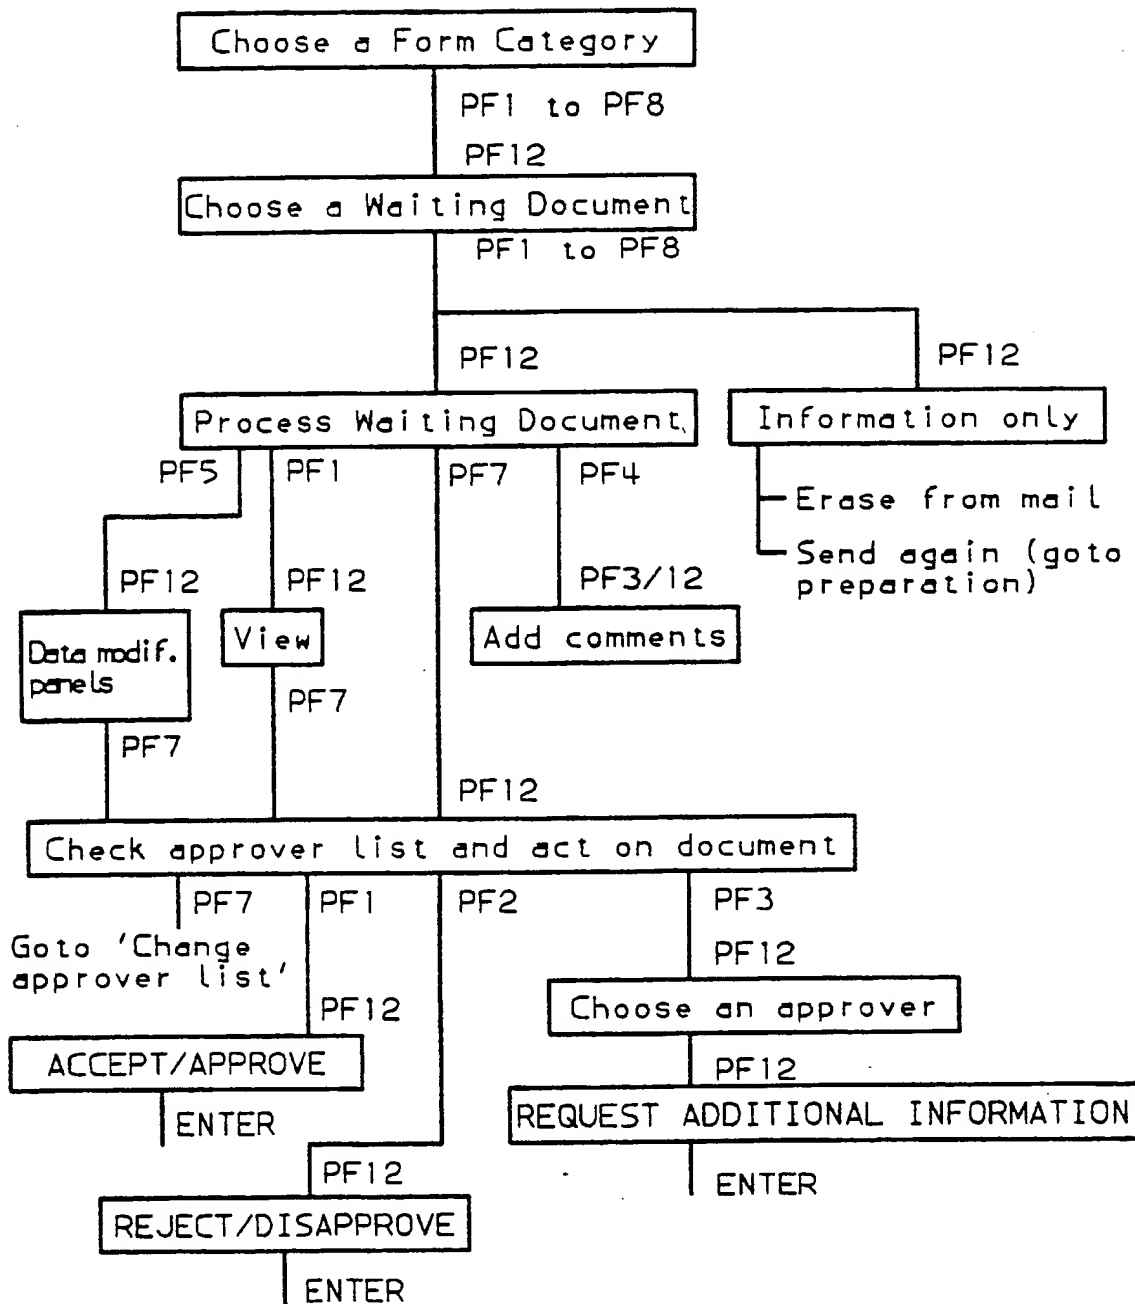 Choose a Form Category
PF1 to PF8
PF12
Choose a Waiting Document
PF1 to PF8
PF12
PF12
Process Waiting Document
Information only
PF5
PF1
PF7
PF4
Erase from mail
Send again (goto
preparation)
PF12
PF12
PF3/12
Data modif.
panels
View
Add comments
PF7
PF7
PF12
Check approver list and act on document
PF7
PF1
PF2
PF3
Goto 'Change
approver list'
PF12
PF12
Choose an approver
ACCEPT/APPROVE
PF12
REQUEST ADDITIONAL INFORMATION
ENTER
PF12
ENTER
REJECT/DISAPPROVE
ENTER